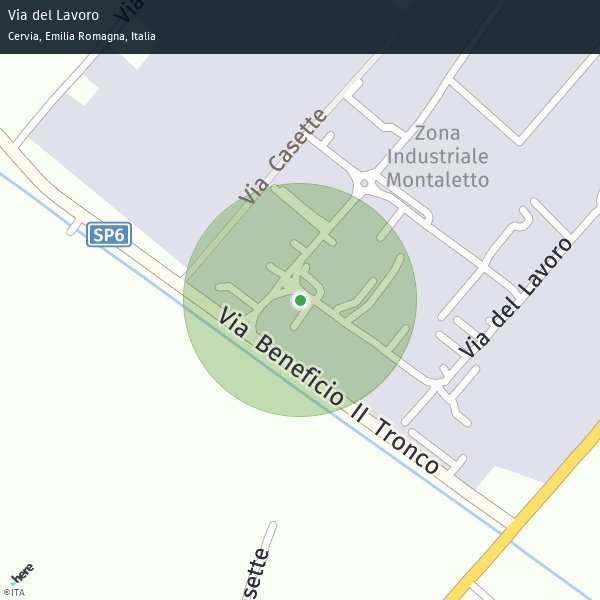 Via del Lavoro
Cervia, Emilia Romagna, Italia
Via
Via Casette
Zona
Industriale
Montaletto
SP6
Via del Lavoro
Via Beneficio II Tronco
sette
here
©ITA